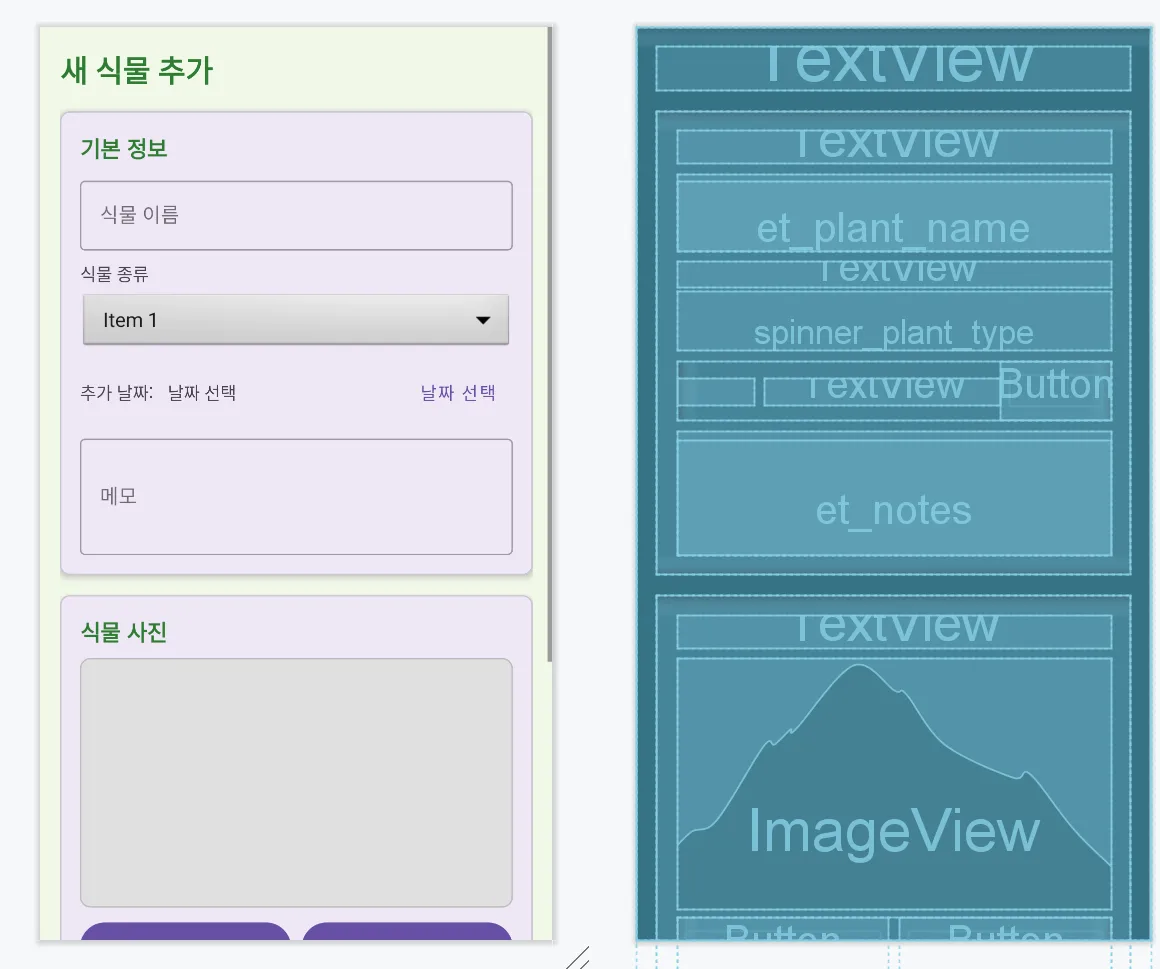 새 식물 추가
기본 정보
식물 이름
식물 종류
Item 1
추가 날짜: 날짜 선택 날짜 선택
메모
식물 사진
TextView
TextView
et_plant_name
TextView
spinner_plant_type
TextView Button
et_notes
TextView
ImageView
Button Button